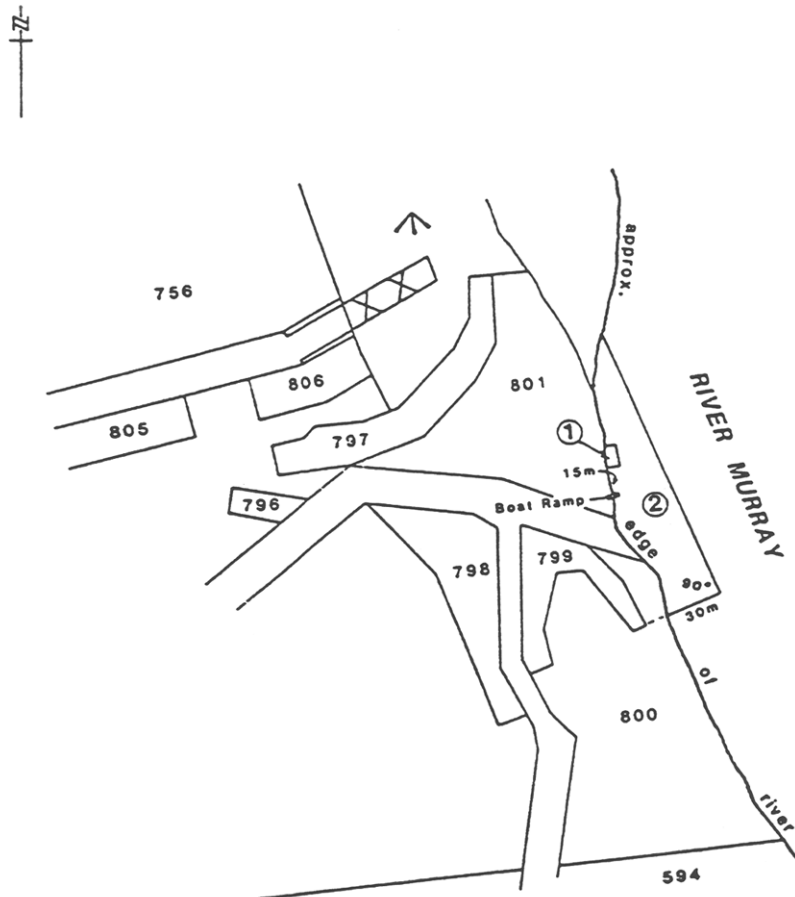 N
approx.
756
806
801
805
797
RIVER MURRAY
1
15m
796
Boat Ramp
2
edge
798
799
90°
30m
of
800
river
594